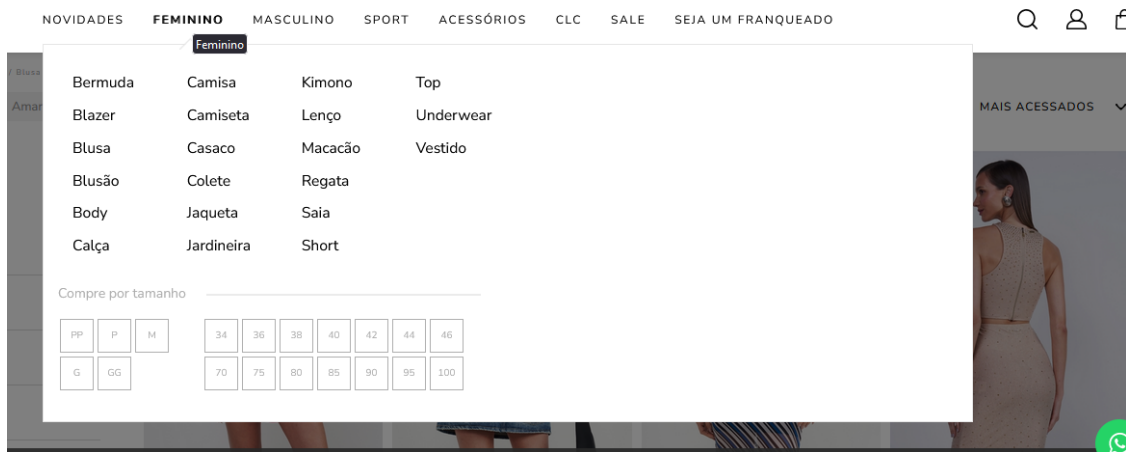 NOVIDADES FEMININO MASCULINO SPORT ACESSÓRIOS CLC SALE SEJA UM FRANQUEADO
Feminino
/ Blusa
Amar
MAIS ACESSADOS
Bermuda Camisa Kimono Top
Blazer Camiseta Lenço Underwear
Blusa Casaco Macacão Vestido
Blusão Colete Regata
Body Jaqueta Saia
Calça Jardineira Short
Compre por tamanho
PP P M 34 36 38 40 42 44 46
G GG 70 75 80 85 90 95 100